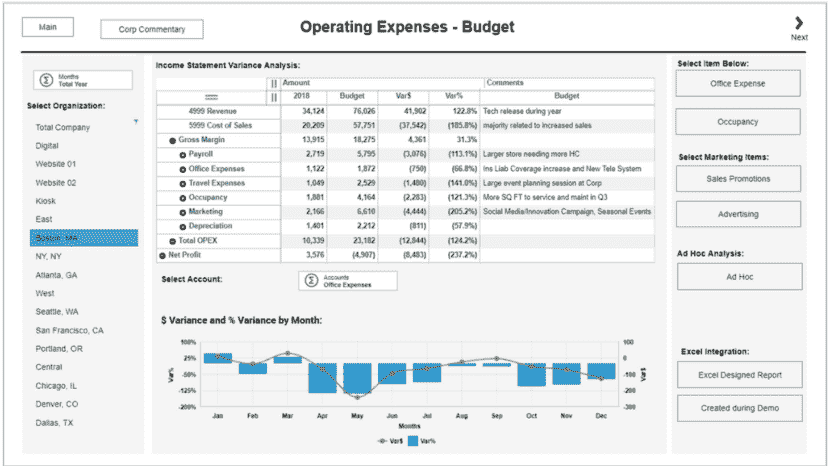 Main
Corp Commentary
Operating Expenses - Budget
Next
Months
Total Year
Select Organization:
Total Company
Digital
Website 01
Website 02
Kiosk
East
Boston, MA
NY, NY
Atlanta, GA
West
Seattle, WA
San Francisco, CA
Portland, OR
Central
Chicago, IL
Denver, CO
Dallas, TX
Income Statement Variance Analysis:
Amount Comments
2018 Budget Var$ Var% Budget
4999 Revenue 34,124 76,026 41,902 122.8% Tech release during year
5999 Cost of Sales 20,209 57,751 (37,542) (185.8%) majority related to increased sales
Gross Margin 13,915 18,275 4,361 31.3%
Payroll 2,719 5,795 (3,076) (113.1%) Larger store needing more HC
Office Expenses 1,122 1,872 (750) (66.8%) Ins Liab Coverage increase and New Tele System
Travel Expenses 1,049 2,529 (1,480) (141.0%) Large event planning session at Corp
Occupancy 1,881 4,164 (2,283) (121.3%) More SQ FT to service and maint in Q3
Marketing 2,166 6,610 (4,444) (205.2%) Social Media/Innovation Campaign, Seasonal Events
Depreciation 1,401 2,212 (811) (57.9%)
Total OPEX 10,339 23,182 (12,844) (124.2%)
Net Profit 3,576 (4,907) (8,483) (237.2%)
Select Account:
Accounts
Office Expenses
$ Variance and % Variance by Month:
100% 100
25% 0
-50% -100
-125% -200
-200% -300
Var% Var$
Jan Feb Mar Apr May Jun Jul Aug Sep Oct Nov Dec
Months
Var$ Var%
Select Item Below:
Office Expense
Occupancy
Select Marketing Items:
Sales Promotions
Advertising
Ad Hoc Analysis:
Ad Hoc
Excel Integration:
Excel Designed Report
Created during Demo